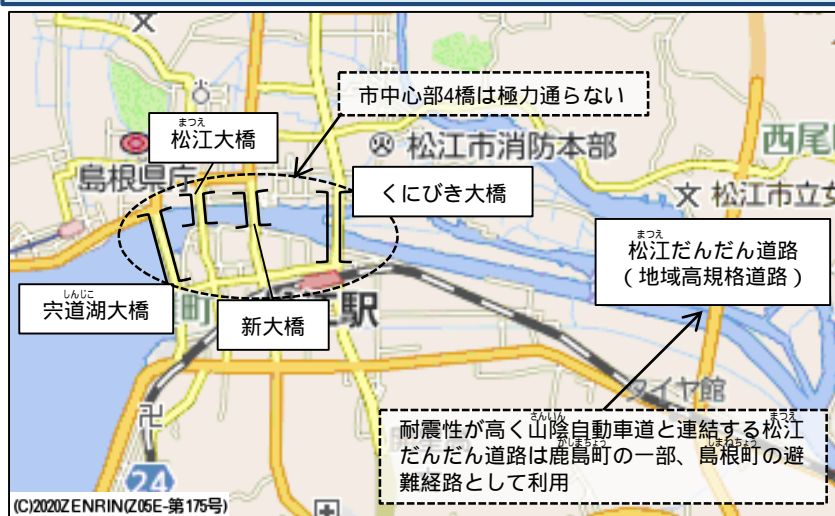 市中心部4橋は極力通らない
まつえ
松江大橋
松江市消防本部
西尾
島根県庁
くにびき大橋
松江市立女
まつえ
松江だんだん道路
(地域高規格道路)
しんじこ
宍道湖大橋
町
新大橋
駅
タイヤ館
さんいん まつえ
耐震性が高く山陰自動車道と連結する松江
かしまちょう しまねちょう
だんだん道路は鹿島町の一部、島根町の避
難経路として利用
24
(C)2020ZENRIN(Z05E-第175号)